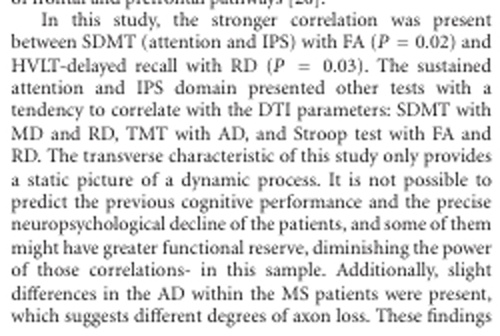 of frontal and prefrontal pathways [20].
In this study, the stronger correlation was present
between SDMT (attention and IPS) with FA (P = 0.02) and
HVLT-delayed recall with RD (P = 0.03). The sustained
attention and IPS domain presented other tests with a
tendency to correlate with the DTI parameters: SDMT with
MD and RD, TMT with AD, and Stroop test with FA and
RD. The transverse characteristic of this study only provides
a static picture of a dynamic process. It is not possible to
predict the previous cognitive performance and the precise
neuropsychological decline of the patients, and some of them
might have greater functional reserve, diminishing the power
of those correlations- in this sample. Additionally, slight
differences in the AD within the MS patients were present,
which suggests different degrees of axon loss. These findings